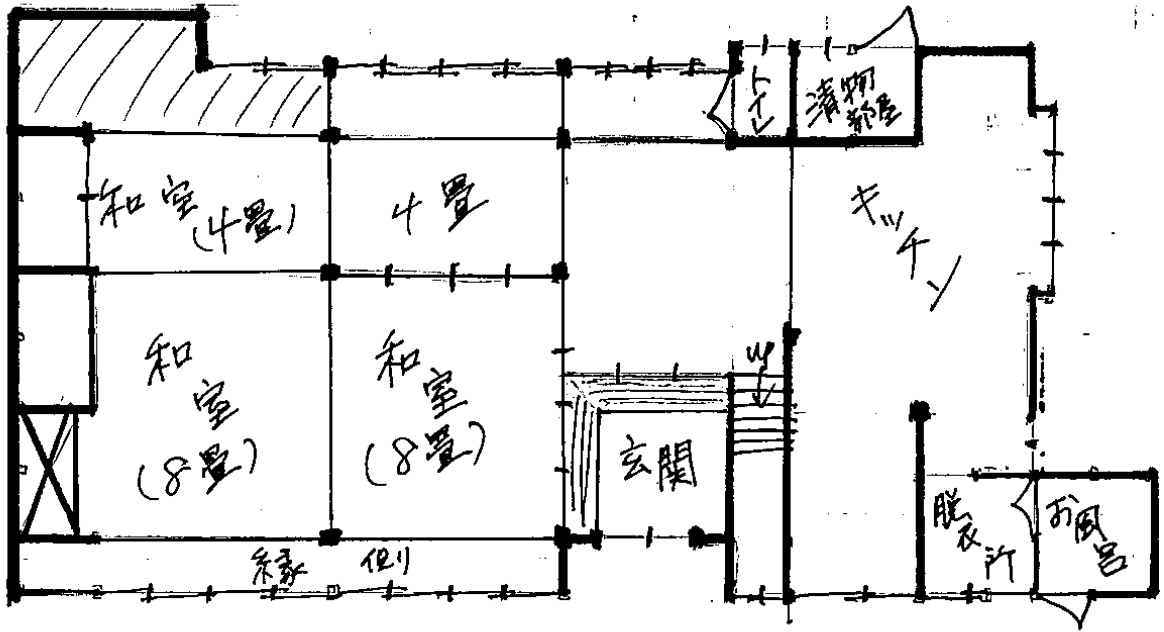 トイレ
漬物
部屋
和室
(4畳)
4畳
キッチン
和室
(8畳)
和室
(8畳)
up
玄関
脱衣所
お風呂
縁側